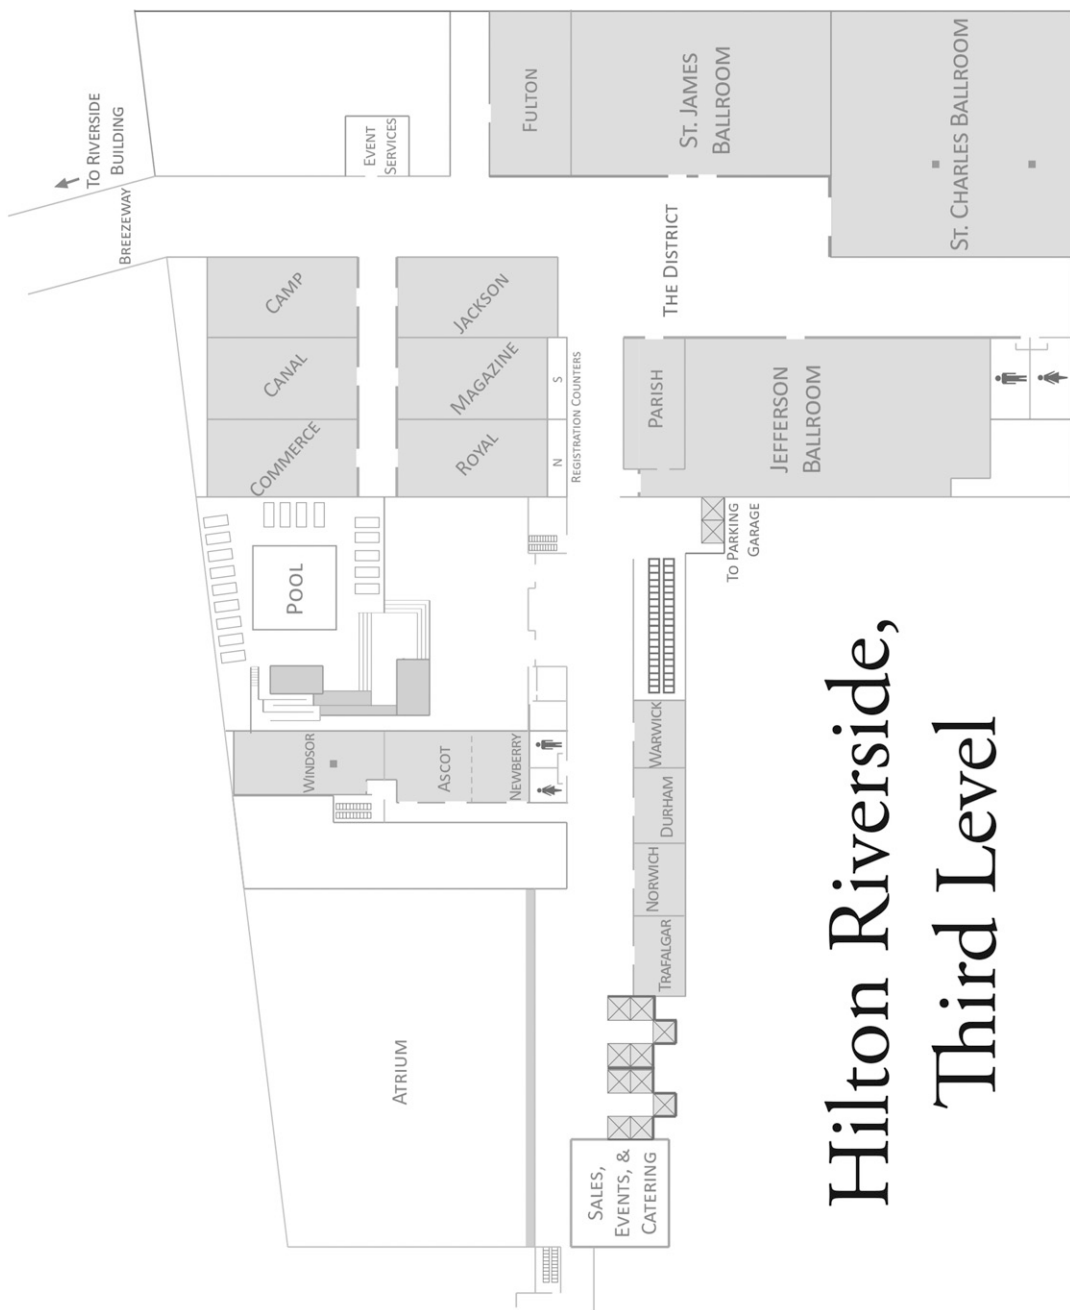 Hilton Riverside,
Third Level
To Riverside
Building
Breezeway
Event
Services
Fulton
St. James
Ballroom
St. Charles Ballroom
The District
Camp
Canal
Commerce
Jackson
Magazine
Royal
S
N
Registration Counters
Parish
Jefferson
Ballroom
To Parking
Garage
Pool
Windsor
Ascot
Newberry
Warwick
Durham
Norwich
Trafalgar
Atrium
Sales,
Events, &
Catering